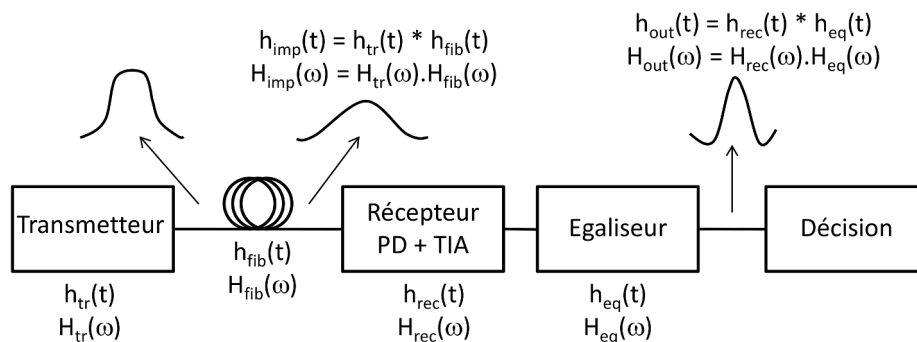 h_imp(t) = h_tr(t) * h_fib(t)
H_imp(ω) = H_tr(ω).H_fib(ω)
h_out(t) = h_rec(t) * h_eq(t)
H_out(ω) = H_rec(ω).H_eq(ω)
Transmetteur
Récepteur
PD + TIA
Egaliseur
Décision
h_fib(t)
H_fib(ω)
h_tr(t)
H_tr(ω)
h_rec(t)
H_rec(ω)
h_eq(t)
H_eq(ω)